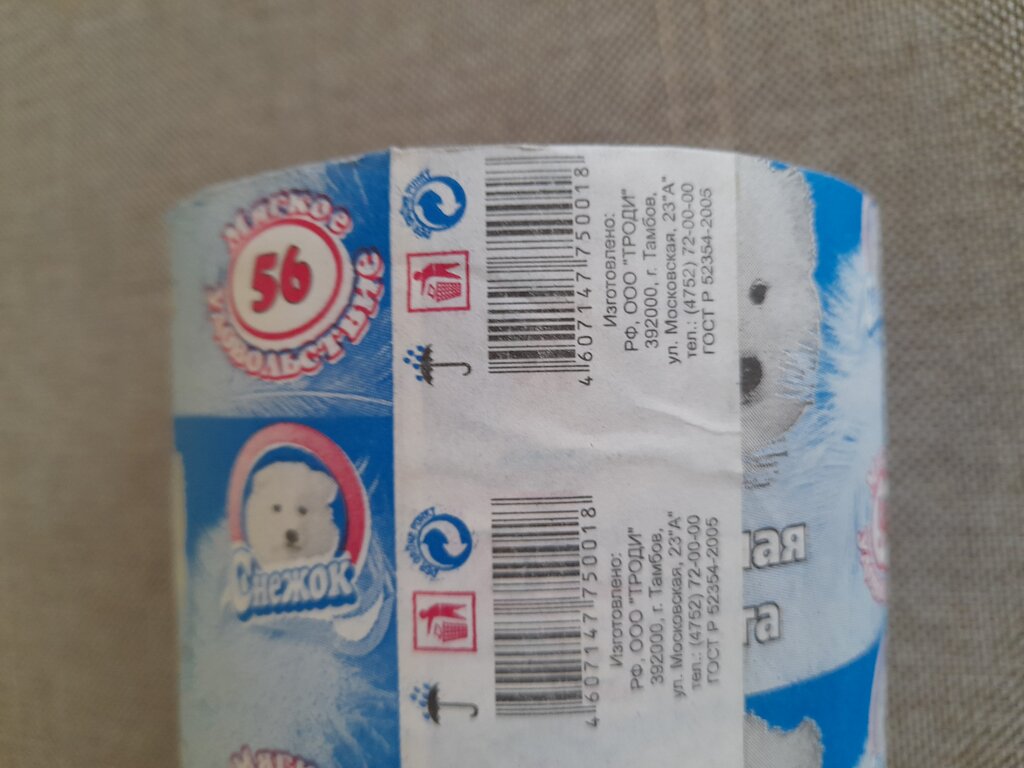 Мягкое
56
удовольствие
Снежок
4 607147 750018
Изготовлено:
РФ, ООО "ТРОДИ"
392000, г. Тамбов,
ул. Московская, 23"А"
тел.: (4752) 72-00-00
ГОСТ Р 52354-2005
4 607147 750018
Изготовлено:
РФ, ООО "ТРОДИ"
392000, г. Тамбов,
ул. Московская, 23"А"
тел.: (4752) 72-00-00
ГОСТ Р 52354-2005